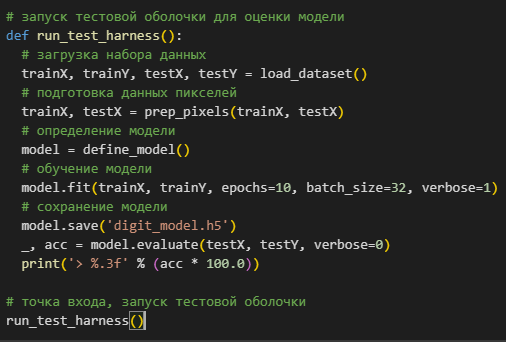 # запуск тестовой оболочки для оценки модели
def run_test_harness():
  # загрузка набора данных
  trainX, trainY, testX, testY = load_dataset()
  # подготовка данных пикселей
  trainX, testX = prep_pixels(trainX, testX)
  # определение модели
  model = define_model()
  # обучение модели
  model.fit(trainX, trainY, epochs=10, batch_size=32, verbose=1)
  # сохранение модели
  model.save('digit_model.h5')
  _, acc = model.evaluate(testX, testY, verbose=0)
  print('> %.3f' % (acc * 100.0))

# точка входа, запуск тестовой оболочки
run_test_harness()